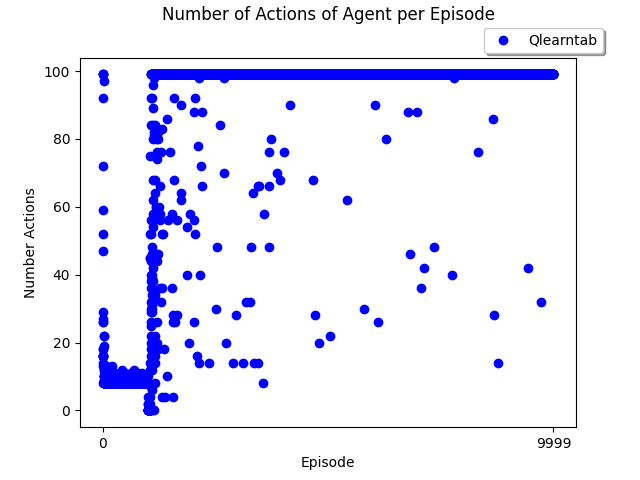 Number of Actions of Agent per Episode
Qlearntab
100
80
60
40
20
0
Number Actions
0
9999
Episode